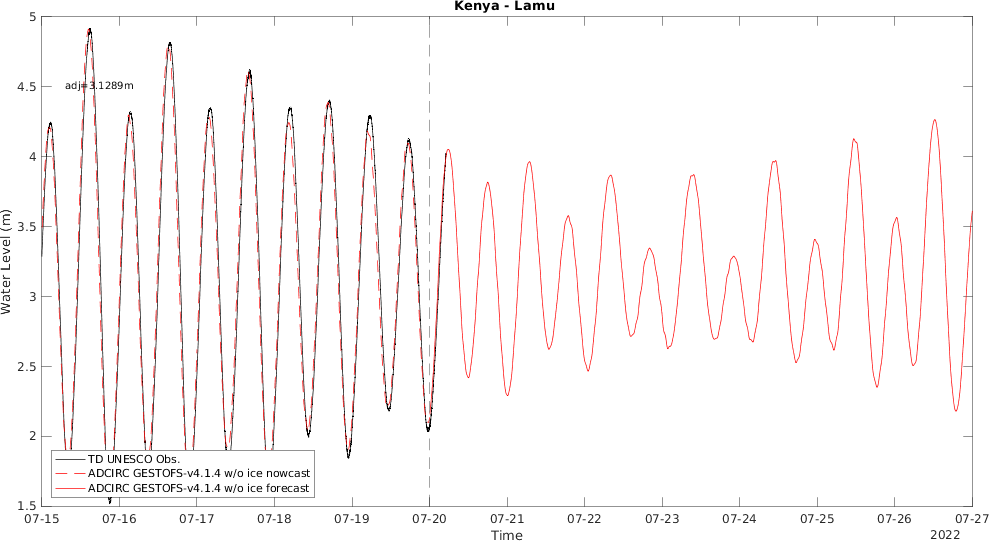 Kenya - Lamu
5
4.5
4
3.5
3
2.5
2
1.5
Water Level (m)
adj=3.1289m
TD UNESCO Obs.
ADCIRC GESTOFS-v4.1.4 w/o ice nowcast
ADCIRC GESTOFS-v4.1.4 w/o ice forecast
07-15 07-16 07-17 07-18 07-19 07-20 07-21 07-22 07-23 07-24 07-25 07-26 07-27
Time
2022